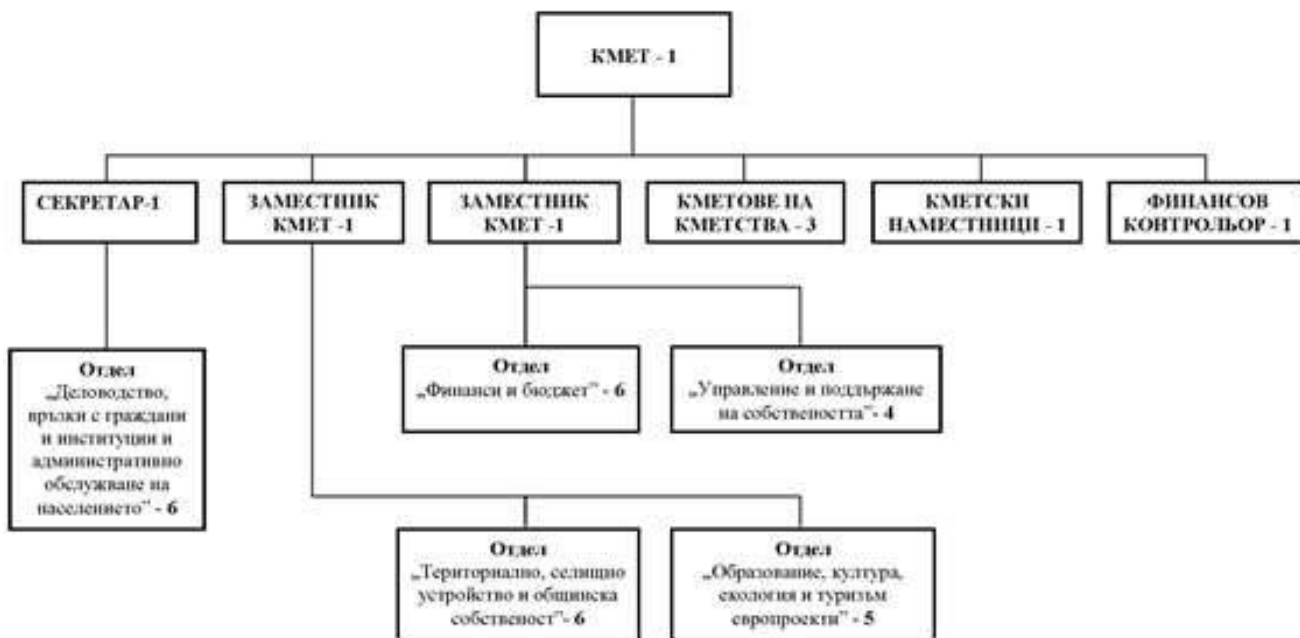 КМЕТ - 1
СЕКРЕТАР-1
ЗАМЕСТНИК
КМЕТ -1
ЗАМЕСТНИК
КМЕТ -1
КМЕТОВЕ НА
КМЕТСТВА - 3
КМЕТСКИ
НАМЕСТНИЦИ - 1
ФИНАНСОВ
КОНТРОЛЬОР - 1
Отдел
„Деловодство,
връзки с граждани
и институции и
административно
обслужване на
населението” - 6
Отдел
„Финанси и бюджет” - 6
Отдел
„Управление и поддържане
на собствеността”- 4
Отдел
„Териториално, селищно
устройство и общинска
собственост”- 6
Отдел
„Образование, култура,
екология и туризъм
европроекти” - 5